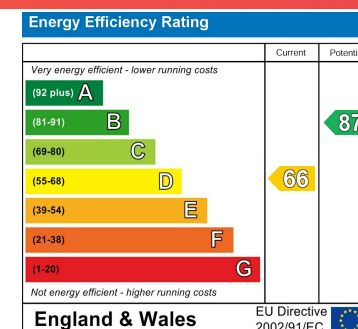 Energy Efficiency Rating
Current Potenti
Very energy efficient - lower running costs
(92 plus) A
(81-91) B
87
(69-80) C
(55-68) D
66
(39-54) E
(21-38) F
(1-20) G
Not energy efficient - higher running costs
England & Wales
EU Directive
2002/91/EC